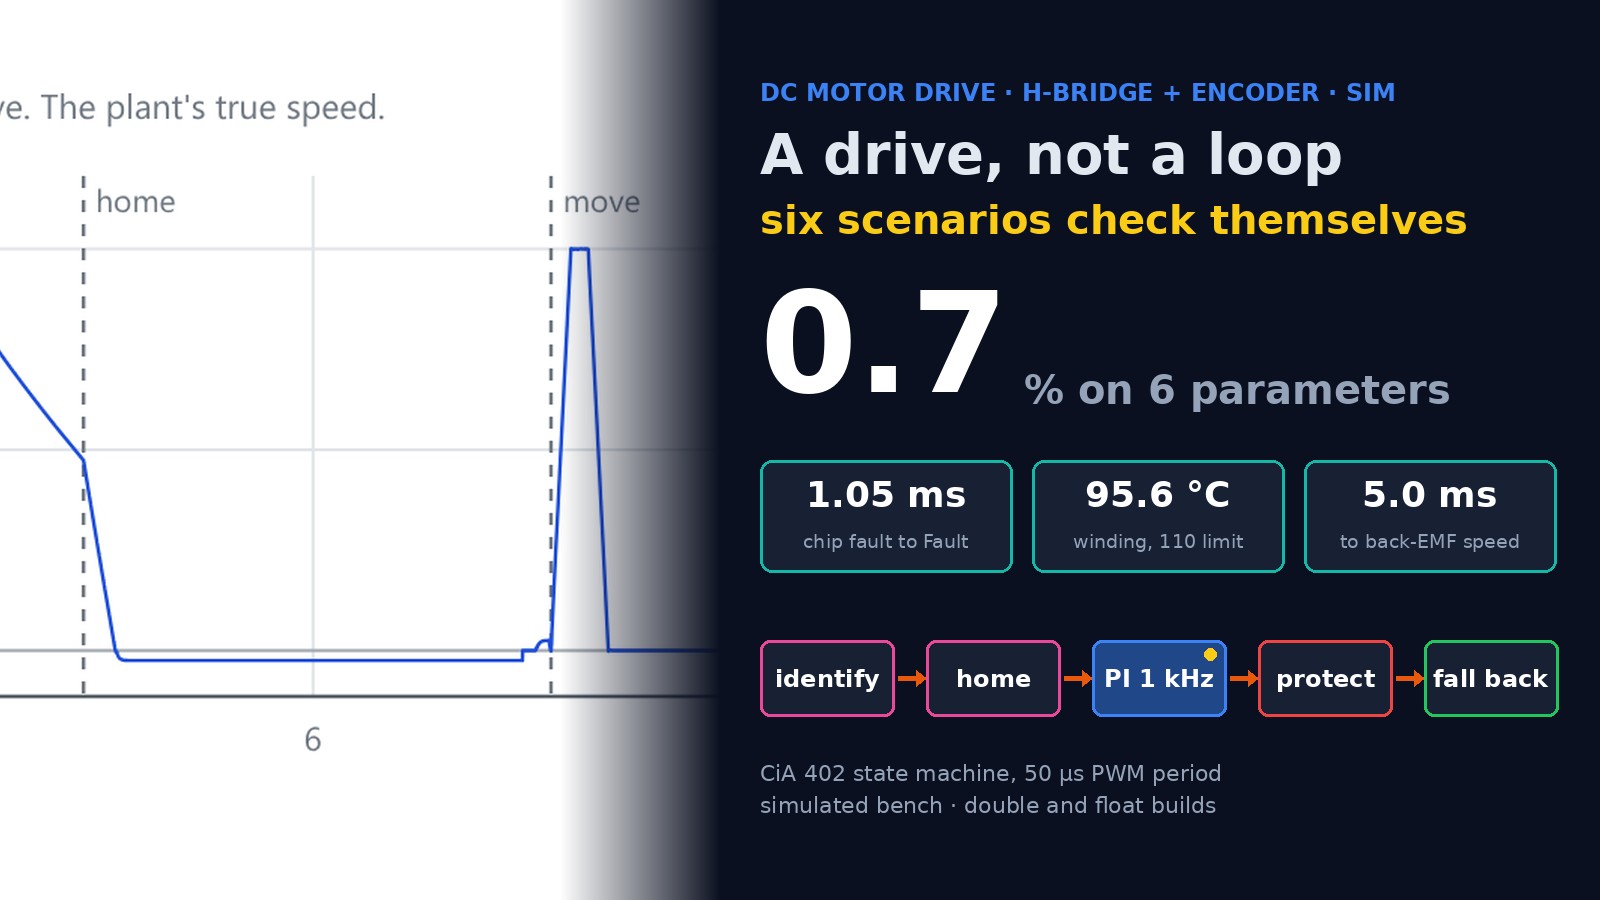 ve. The plant's true speed.
home
move
6
DC MOTOR DRIVE · H-BRIDGE + ENCODER · SIM
A drive, not a loop
six scenarios check themselves
0.7 % on 6 parameters
1.05 ms
chip fault to Fault
95.6 °C
winding, 110 limit
5.0 ms
to back-EMF speed
identify
home
PI 1 kHz
protect
fall back
CiA 402 state machine, 50 µs PWM period
simulated bench · double and float builds